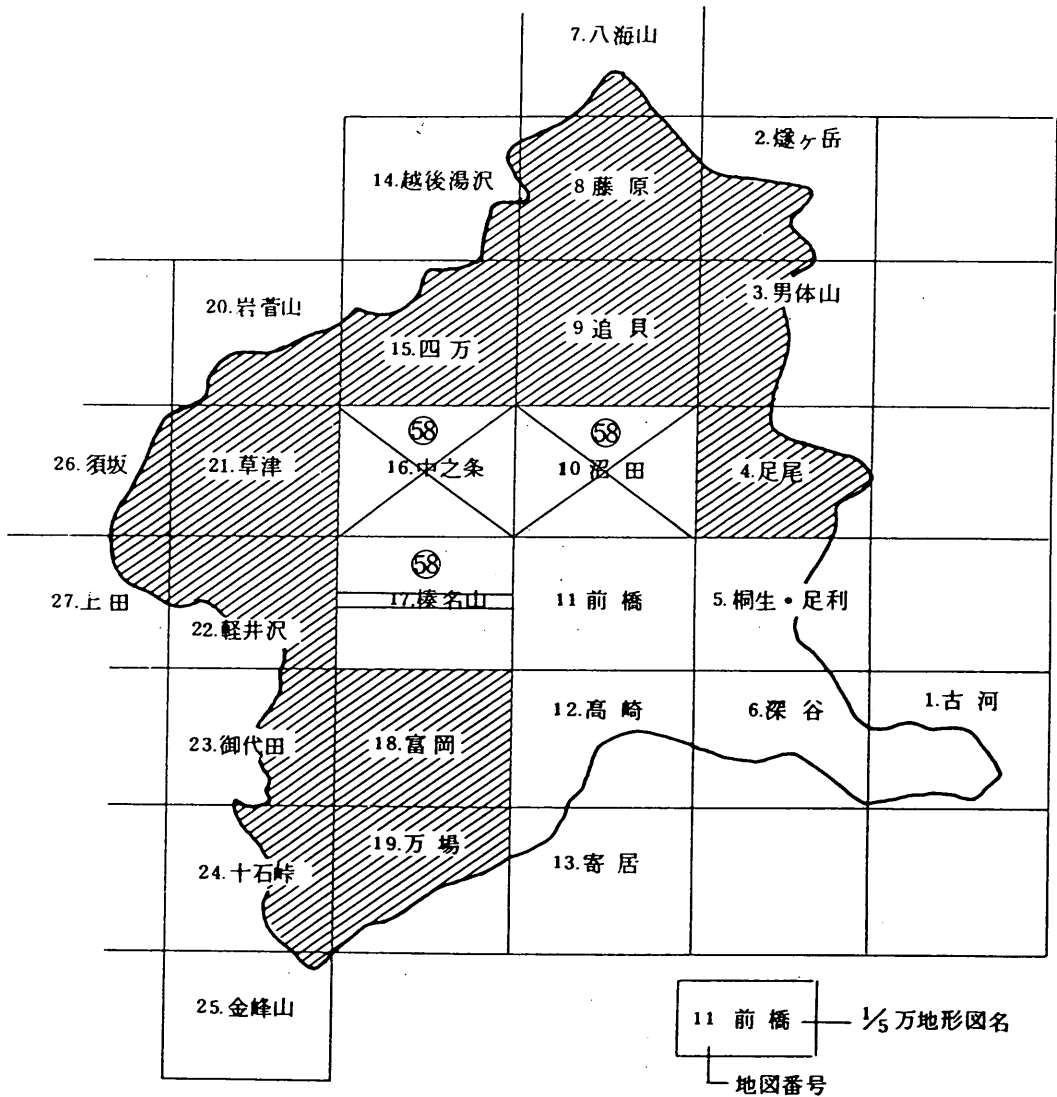 7.八海山
2.燧ヶ岳
14.越後湯沢
8 藤原
20.岩菅山
3.男体山
9 追貝
15.四万
58
58
26.須坂
21.草津
16.中之条
10 沼田
4.足尾
58
27.上田
17.榛名山
11 前橋
5.桐生・足利
22.軽井沢
12.高崎
6.深谷
1.古河
23.御代田
18.富岡
19.万場
24.十石峠
13.寄居
25.金峰山
11 前橋
1/5万地形図名
地図番号